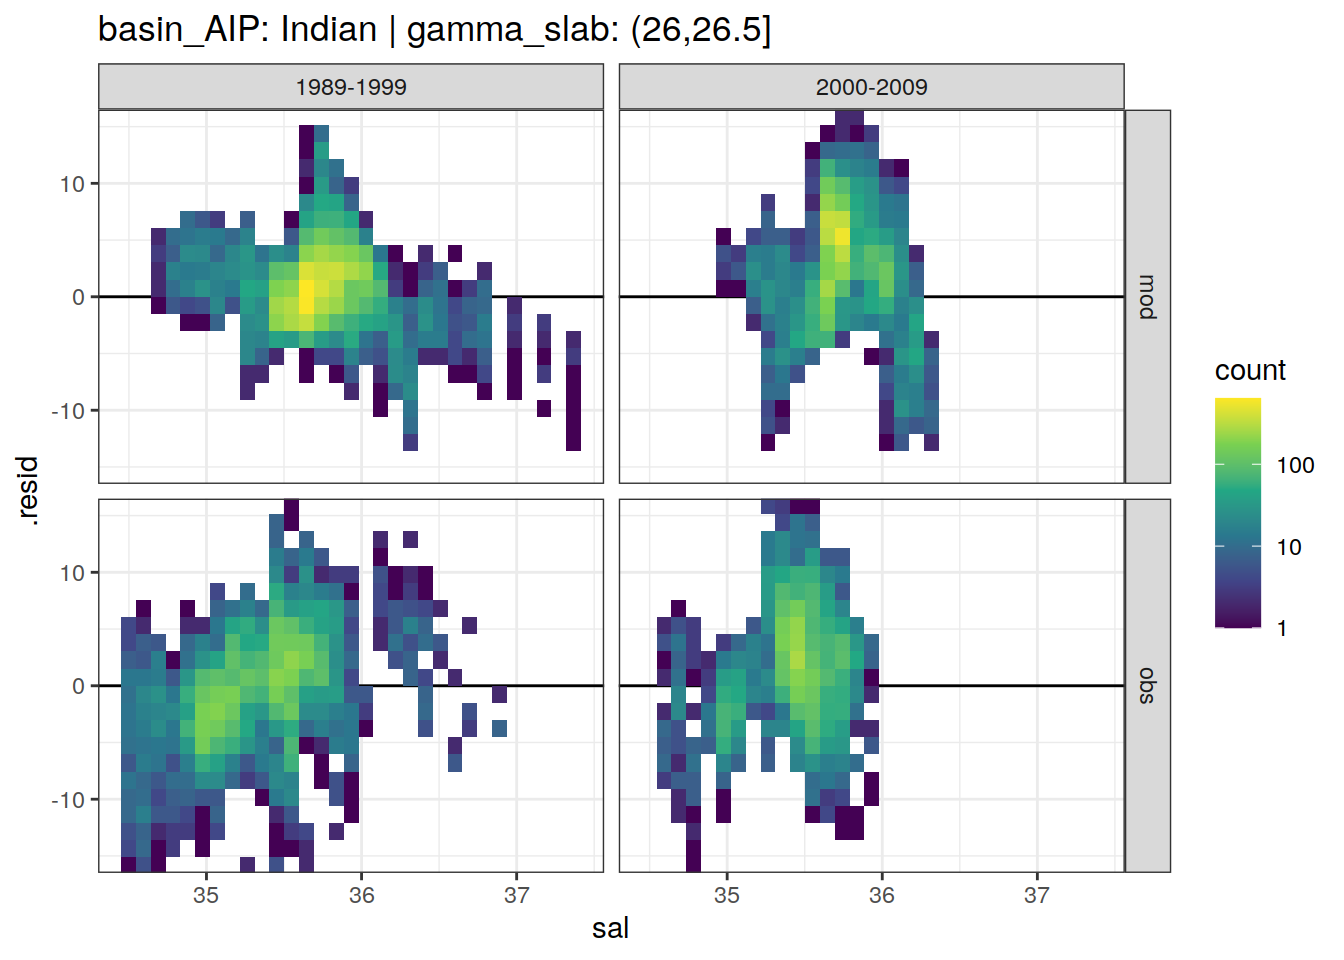 basin_AIP: Indian | gamma_slab: (26,26.5]
1989-1999
2000-2009
10
0
-10
mod
10
0
-10
obs
.resid
35
36
37
35
36
37
sal
count
100
10
1